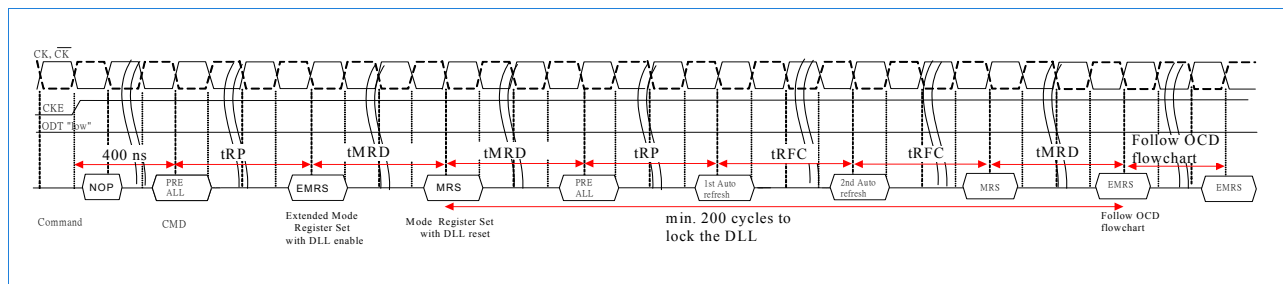 CK, CK
CKE
ODT "low"
400 ns
tRP
tMRD
tMRD
tRP
tRFC
tRFC
tMRD
Follow OCD
flowchart
NOP
PRE
ALL
EMRS
MRS
PRE
ALL
1st Auto
refresh
2nd Auto
refresh
MRS
EMRS
EMRS
Command
CMD
Extended Mode
Register Set
with DLL enable
Mode Register Set
with DLL reset
min. 200 cycles to
lock the DLL
Follow OCD
flowchart